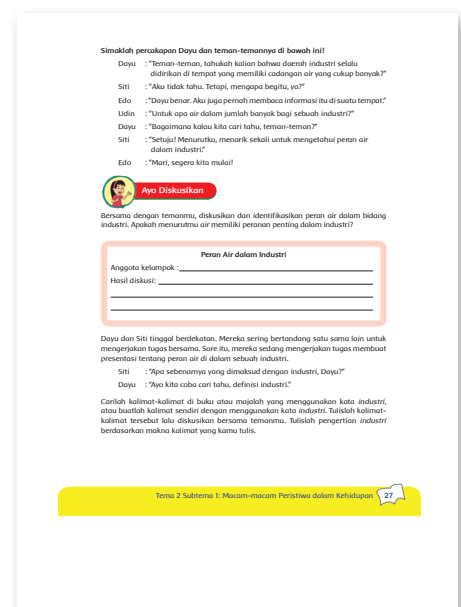 Simaklah percakapan Dayu dan teman-temannya di bawah ini!
Dayu : "Teman-teman, tahukah kalian bahwa daerah industri selalu
didirikan di tempat yang memiliki cadangan air yang cukup banyak?"
Siti : "Aku tidak tahu. Tetapi, mengapa begitu, ya?"
Edo : "Dayu benar. Aku juga pernah membaca informasi itu di suatu tempat."
Udin : "Untuk apa air dalam jumlah banyak bagi sebuah industri?"
Dayu : "Bagaimana kalau kita cari tahu, teman-teman?"
Siti : "Setuju! Menurutku, menarik sekali untuk mengetahui peran air
dalam industri."
Edo : "Mari, segera kita mulai!
Ayo Diskusikan
Bersama dengan temanmu, diskusikan dan identifikasikan peran air dalam bidang
industri. Apakah menurutmu air memiliki peranan penting dalam industri?
Peran Air dalam Industri
Anggota kelompok :
Hasil diskusi:
Dayu dan Siti tinggal berdekatan. Mereka sering bertandang satu sama lain untuk
mengerjakan tugas bersama. Sore itu, mereka sedang mengerjakan tugas membuat
presentasi tentang peran air di dalam sebuah industri.
Siti : "Apa sebenarnya yang dimaksud dengan industri, Dayu?"
Dayu : "Ayo kita coba cari tahu, definisi industri."
Carilah kalimat-kalimat di buku atau majalah yang menggunakan kata industri,
atau buatlah kalimat sendiri dengan menggunakan kata industri. Tulislah kalimat-
kalimat tersebut lalu diskusikan bersama temanmu. Tulislah pengertian industri
berdasarkan makna kalimat yang kamu tulis.
Tema 2 Subtema 1: Macam-macam Peristiwa dalam Kehidupan 27